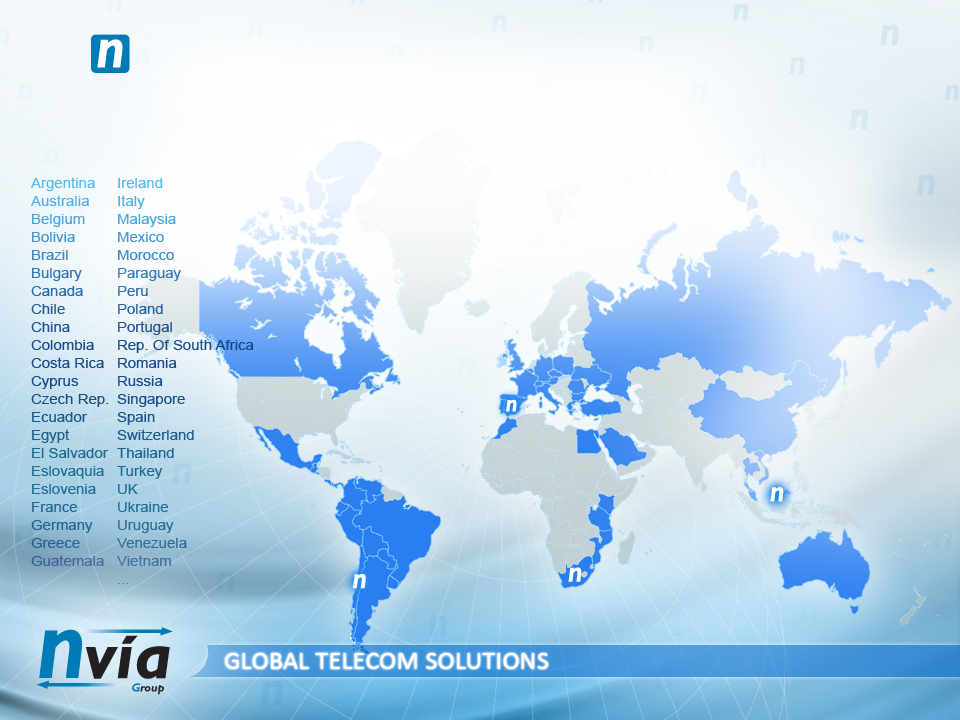 n
Argentina
Australia
Belgium
Bolivia
Brazil
Bulgary
Canada
Chile
China
Colombia
Costa Rica
Cyprus
Czech Rep.
Ecuador
Egypt
El Salvador
Eslovaquia
Eslovenia
France
Germany
Greece
Guatemala
Ireland
Italy
Malaysia
Mexico
Morocco
Paraguay
Peru
Poland
Portugal
Rep. Of South Africa
Romania
Russia
Singapore
Spain
Switzerland
Thailand
Turkey
UK
Ukraine
Uruguay
Venezuela
Vietnam
...
n
n
n
n
nvía
Group
GLOBAL TELECOM SOLUTIONS